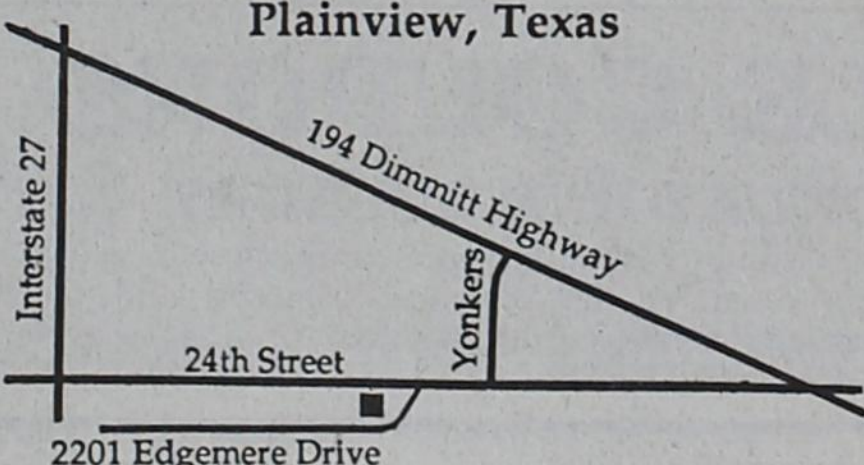 Plainview, Texas
194 Dimmitt Highway
Interstate 27
Yonkers
24th Street
2201 Edgemere Drive